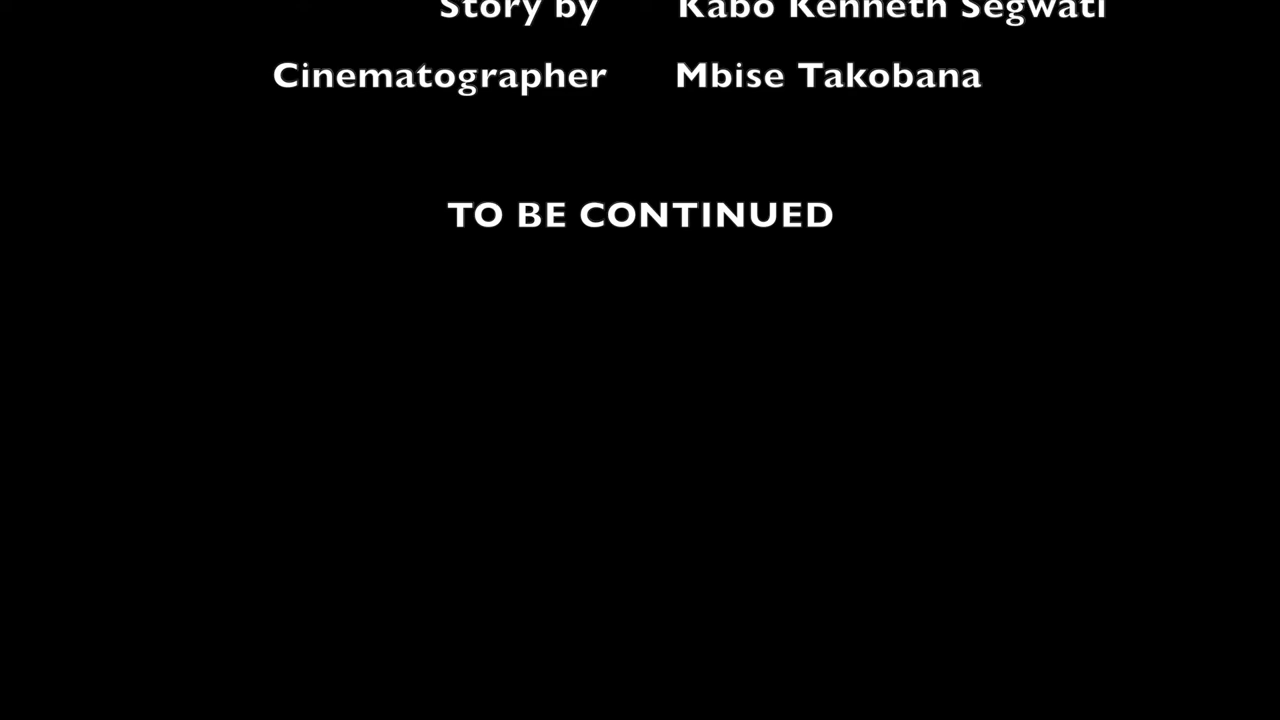 Story by Kabo Kenneth Segwati
Cinematographer Mbise Takobana
TO BE CONTINUED